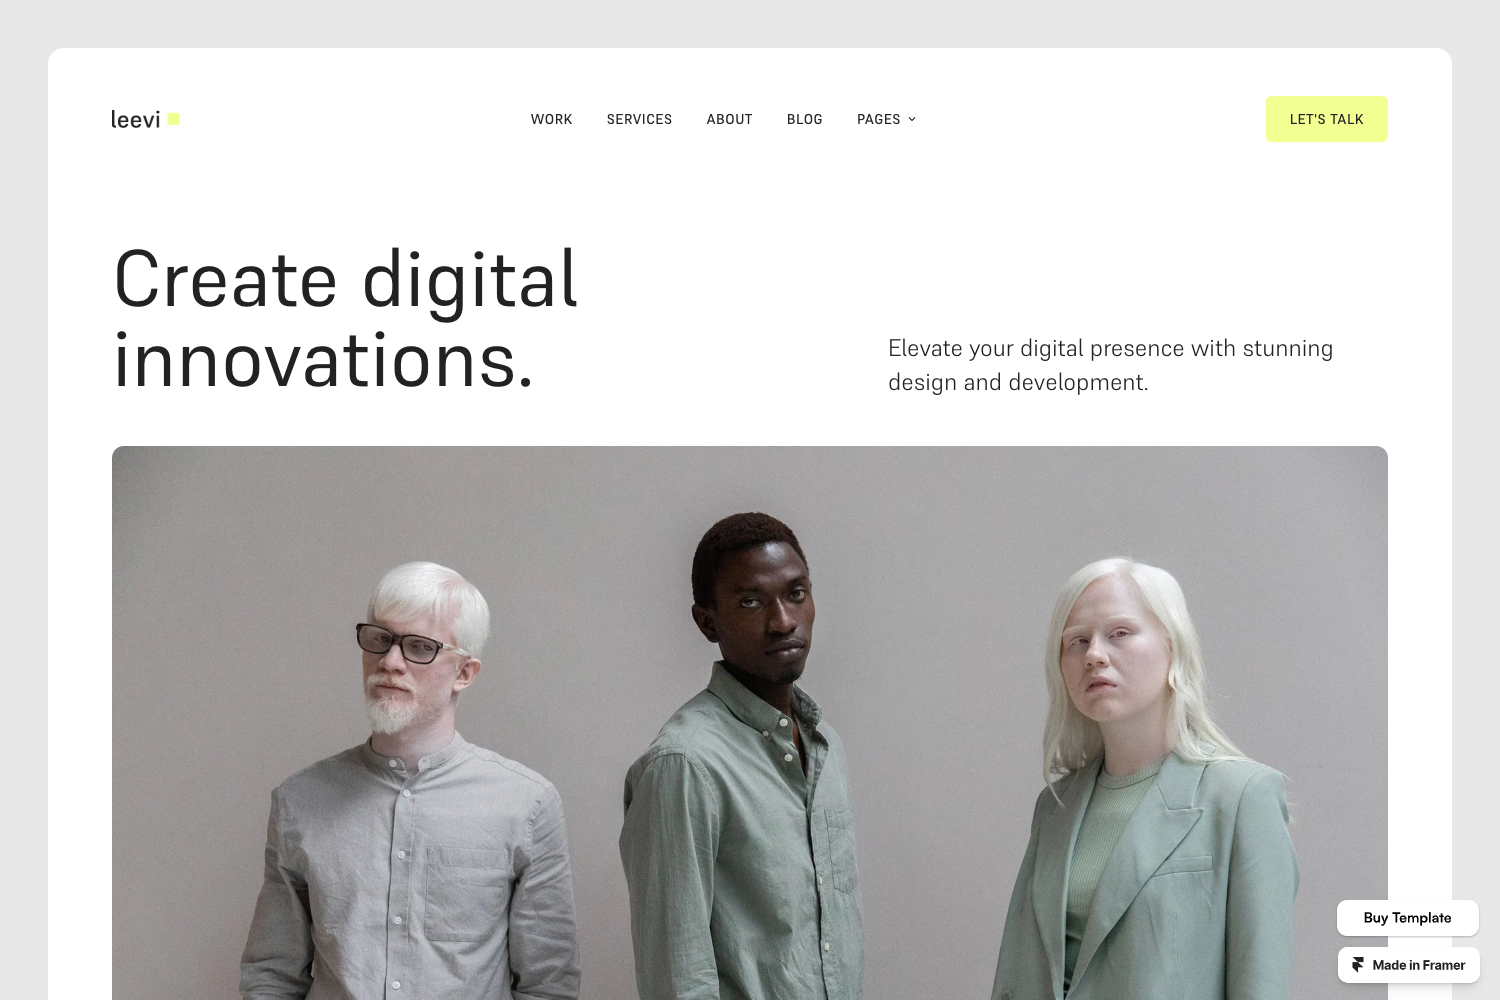 leevi
WORK SERVICES ABOUT BLOG PAGES
LET'S TALK
Create digital
innovations.
Elevate your digital presence with stunning
design and development.
Buy Template
Made in Framer